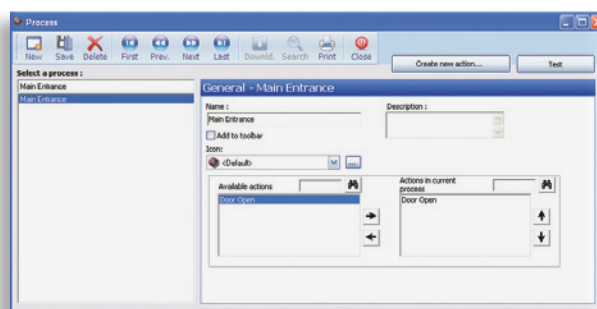 Process
New Save Delete First Prev. Next Last Downld. Search Print Close
Create new action... Test
Select a process :
Main Entrance
Main Entrance
General - Main Entrance
Name :
Main Entrance
Description :
Add to toolbar
Icon:
<Default>
Available actions
Door Open
Actions in current
process
Door Open